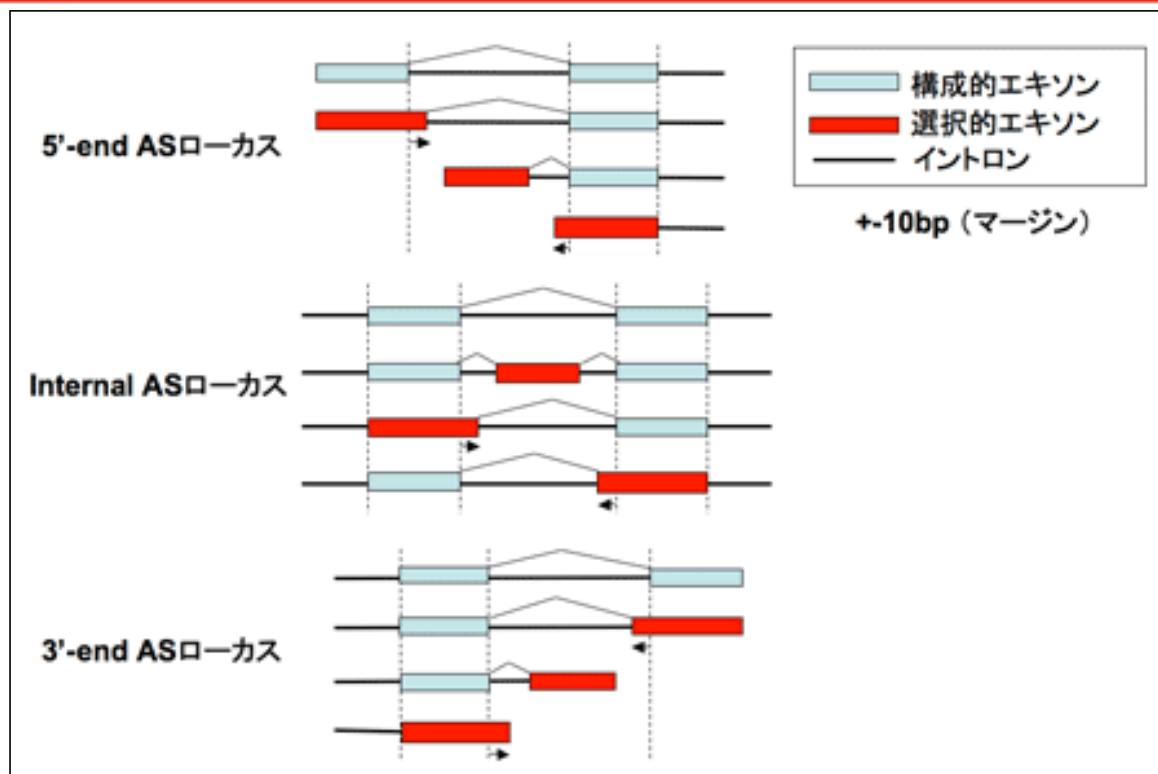 構成的エキソン
選択的エキソン
イントロン
+-10bp（マージン）
5'-end ASローカス
Internal ASローカス
3'-end ASローカス